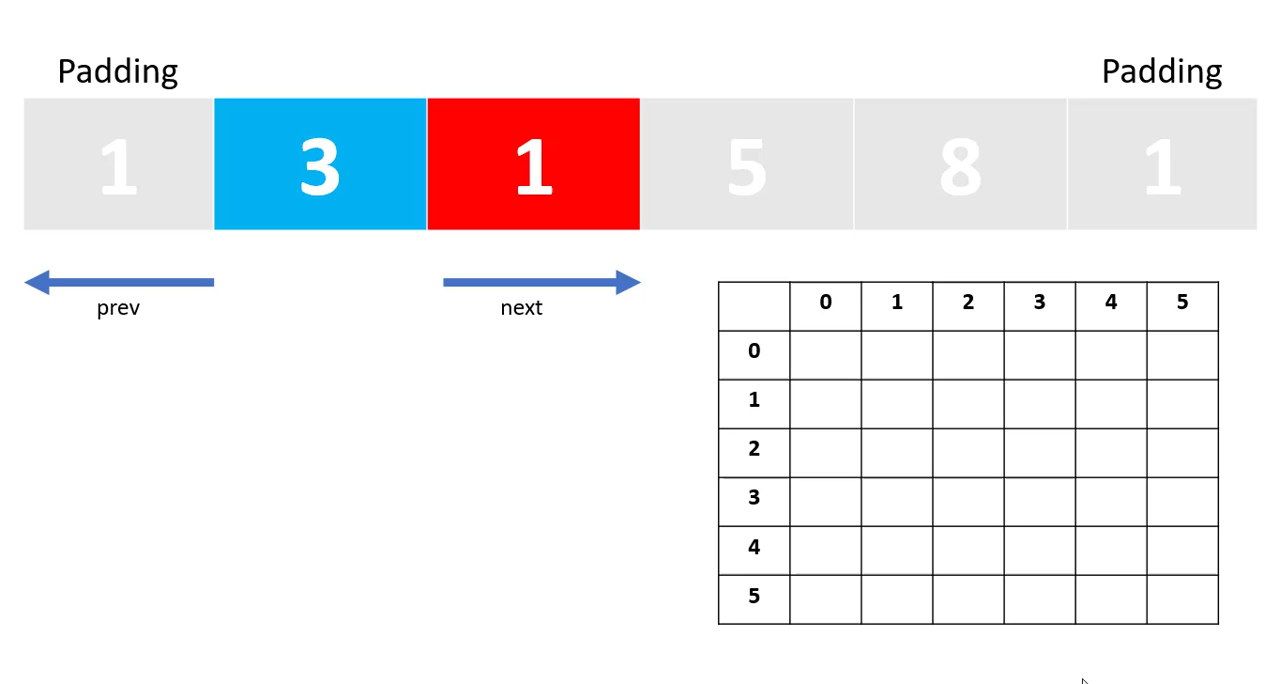 Padding Padding
1 3 1 5 8 1
prev next
0 1 2 3 4 5
0
1
2
3
4
5